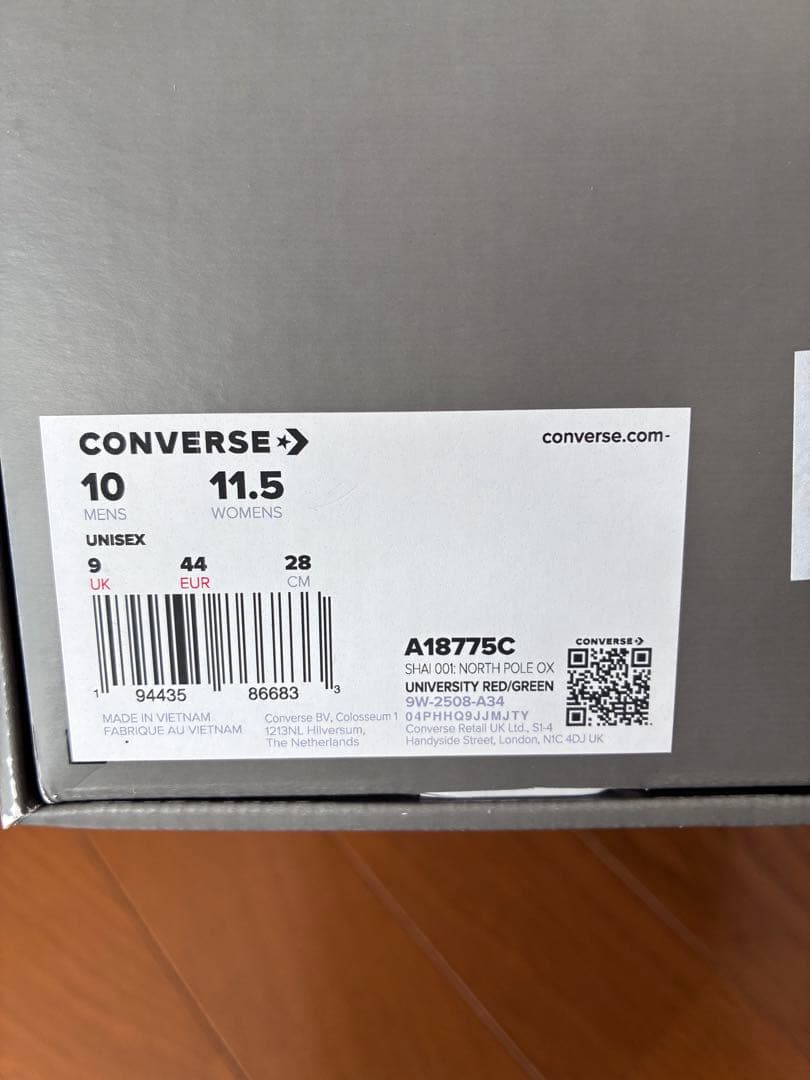 CONVERSE
converse.com
10 11.5
MENS WOMENS
UNISEX
9 44 28
UK EUR CM
1 94435 86683 3
MADE IN VIETNAM
FABRIQUE AU VIETNAM
Converse BV, Colosseum 1
1213NL Hilversum,
The Netherlands
A18775C
SHAI 001: NORTH POLE OX
UNIVERSITY RED/GREEN
9W-2508-A34
04PHHQ9JJMJTY
Converse Retail UK Ltd., S1-4
Handyside Street, London, N1C 4DJ UK
CONVERSE